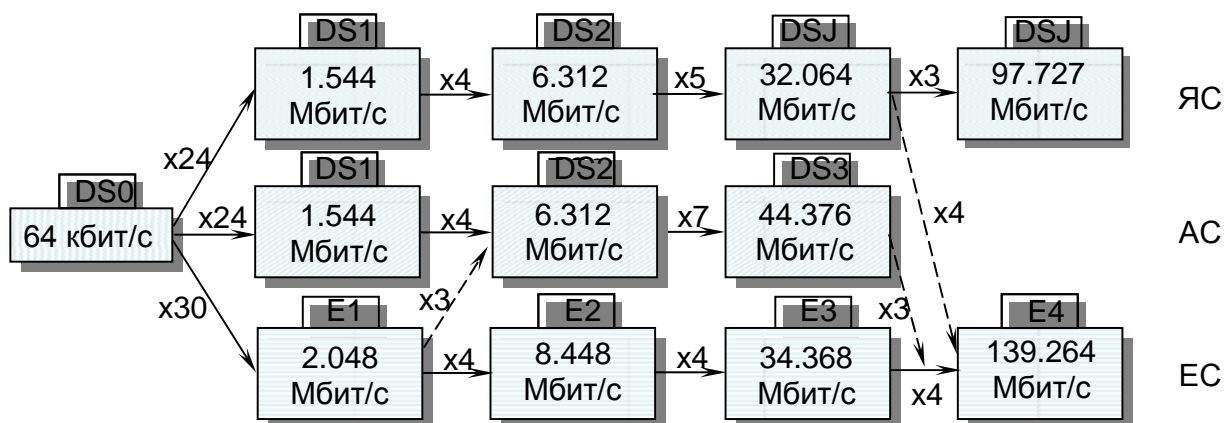 DS1
DS2
DSJ
DSJ
1.544
Мбит/с
x4
6.312
Мбит/с
x5
32.064
Мбит/с
x3
97.727
Мбит/с
ЯС
x24
DS1
DS2
DS3
DS0
64 кбит/с
x24
1.544
Мбит/с
x4
6.312
Мбит/с
x7
44.376
Мбит/с
x4
АС
x30
x3
x3
E1
E2
E3
E4
2.048
Мбит/с
x4
8.448
Мбит/с
x4
34.368
Мбит/с
x4
139.264
Мбит/с
ЕС